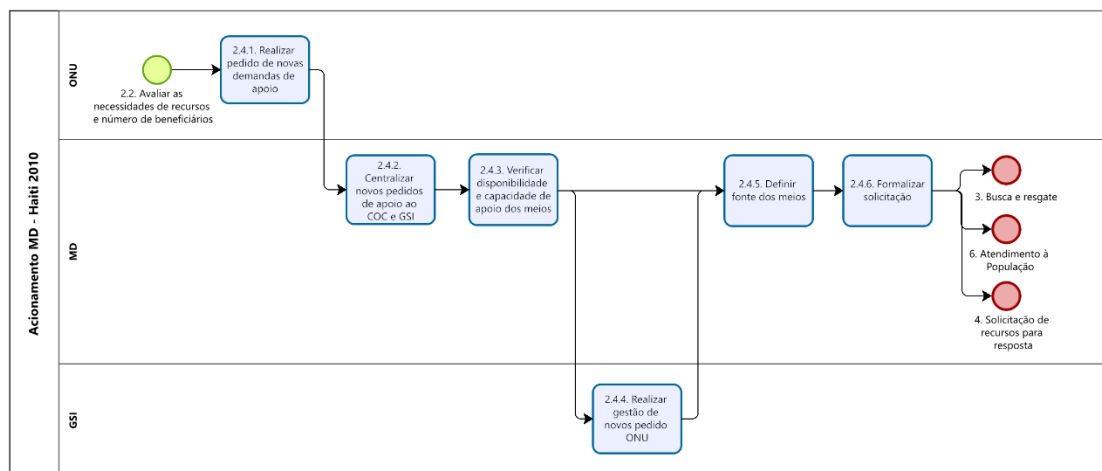 Acionamento MD - Haiti 2010
ONU
2.2. Avaliar as
necessidades de recursos
e número de beneficiários
2.4.1. Realizar
pedido de novas
demandas de
apoio
MD
2.4.2.
Centralizar
novos pedidos
de apoio ao
COC e GSI
2.4.3. Verificar
disponibilidade
e capacidade de
apoio dos meios
2.4.5. Definir
fonte dos meios
2.4.6. Formalizar
solicitação
3. Busca e resgate
6. Atendimento à
População
4. Solicitação de
recursos para
resposta
GSI
2.4.4. Realizar
gestão de
novos pedido
ONU